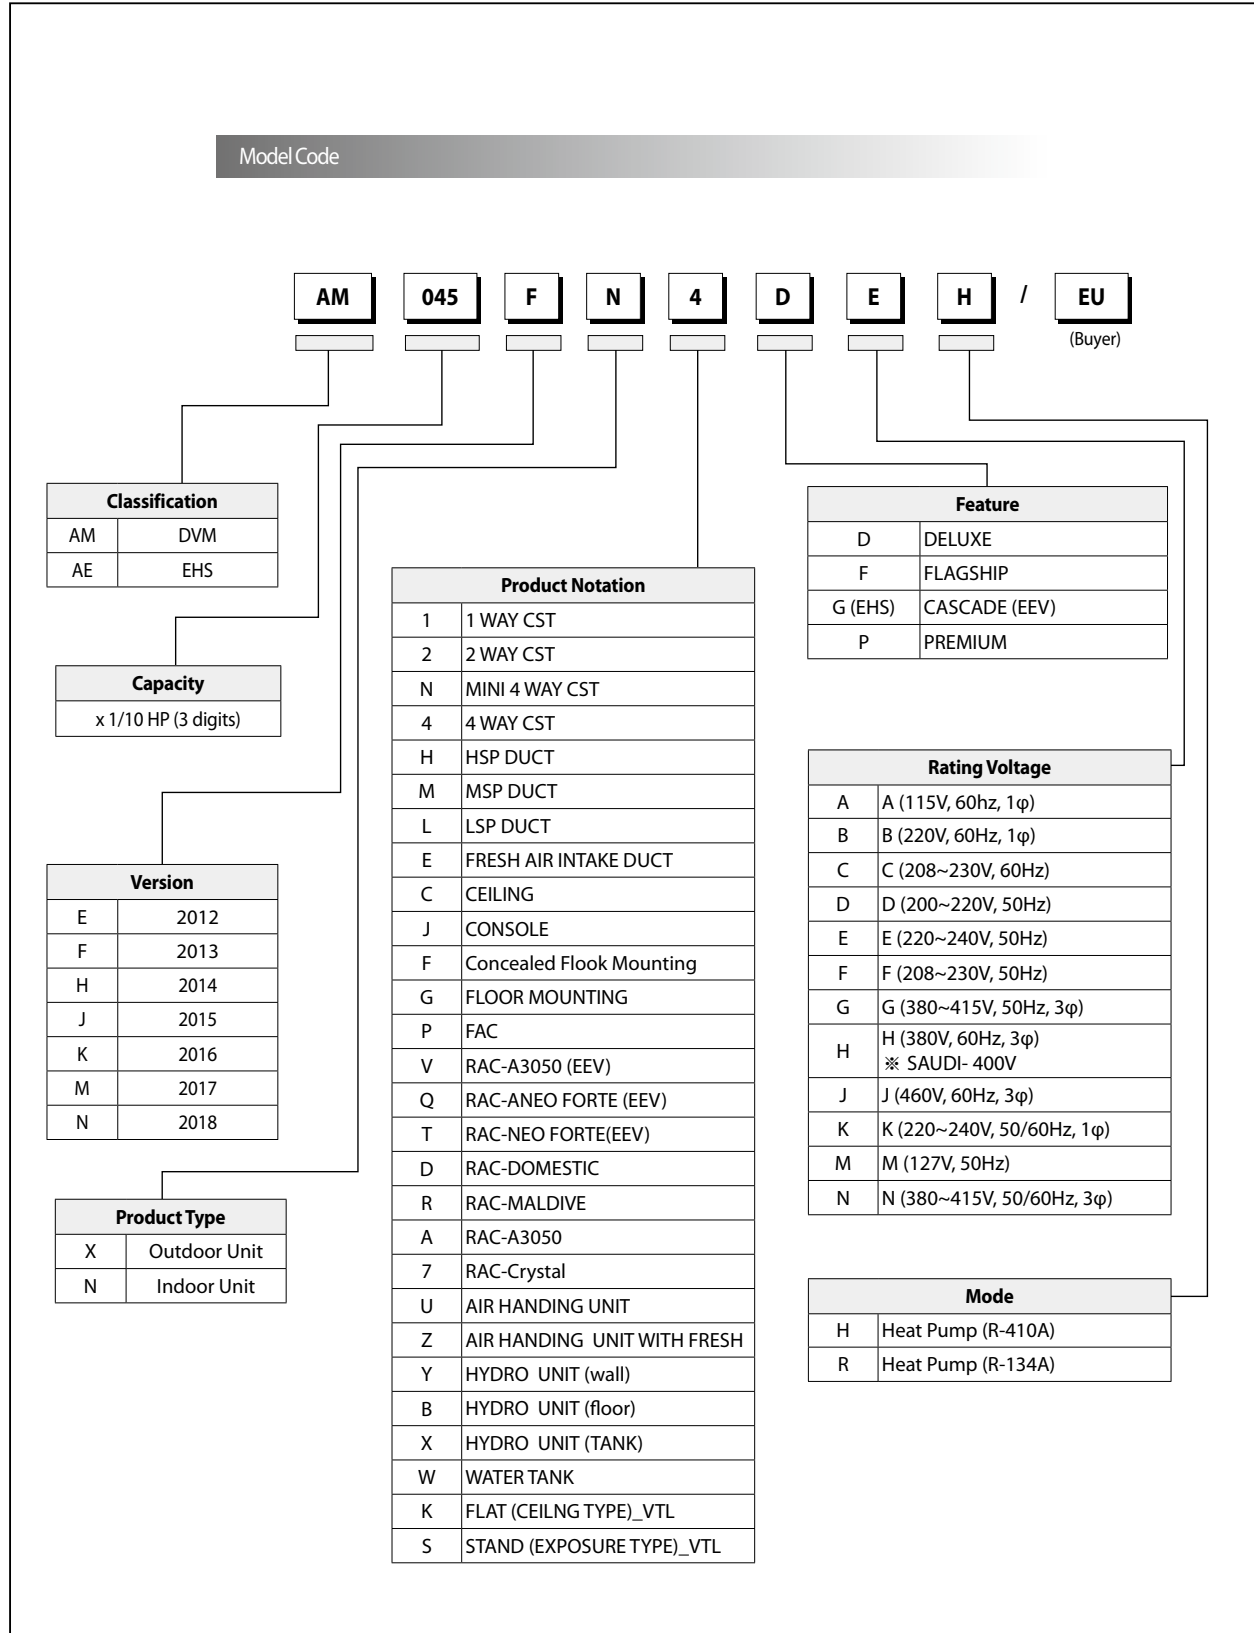 Model Code
AM 045 F N 4 D E H / EU
(Buyer)
Classification
AM DVM
AE EHS
Capacity
x 1/10 HP (3 digits)
Version
E 2012
F 2013
H 2014
J 2015
K 2016
M 2017
N 2018
Product Type
X Outdoor Unit
N Indoor Unit
Product Notation
1 1 WAY CST
2 2 WAY CST
N MINI 4 WAY CST
4 4 WAY CST
H HSP DUCT
M MSP DUCT
L LSP DUCT
E FRESH AIR INTAKE DUCT
C CEILING
J CONSOLE
F Concealed Flook Mounting
G FLOOR MOUNTING
P FAC
V RAC-A3050 (EEV)
Q RAC-ANEO FORTE (EEV)
T RAC-NEO FORTE(EEV)
D RAC-DOMESTIC
R RAC-MALDIVE
A RAC-A3050
7 RAC-Crystal
U AIR HANDING UNIT
Z AIR HANDING UNIT WITH FRESH
Y HYDRO UNIT (wall)
B HYDRO UNIT (floor)
X HYDRO UNIT (TANK)
W WATER TANK
K FLAT (CEILNG TYPE)_VTL
S STAND (EXPOSURE TYPE)_VTL
Feature
D DELUXE
F FLAGSHIP
G (EHS) CASCADE (EEV)
P PREMIUM
Rating Voltage
A A (115V, 60hz, 1φ)
B B (220V, 60Hz, 1φ)
C C (208~230V, 60Hz)
D D (200~220V, 50Hz)
E E (220~240V, 50Hz)
F F (208~230V, 50Hz)
G G (380~415V, 50Hz, 3φ)
H H (380V, 60Hz, 3φ)
※ SAUDI- 400V
J J (460V, 60Hz, 3φ)
K K (220~240V, 50/60Hz, 1φ)
M M (127V, 50Hz)
N N (380~415V, 50/60Hz, 3φ)
Mode
H Heat Pump (R-410A)
R Heat Pump (R-134A)